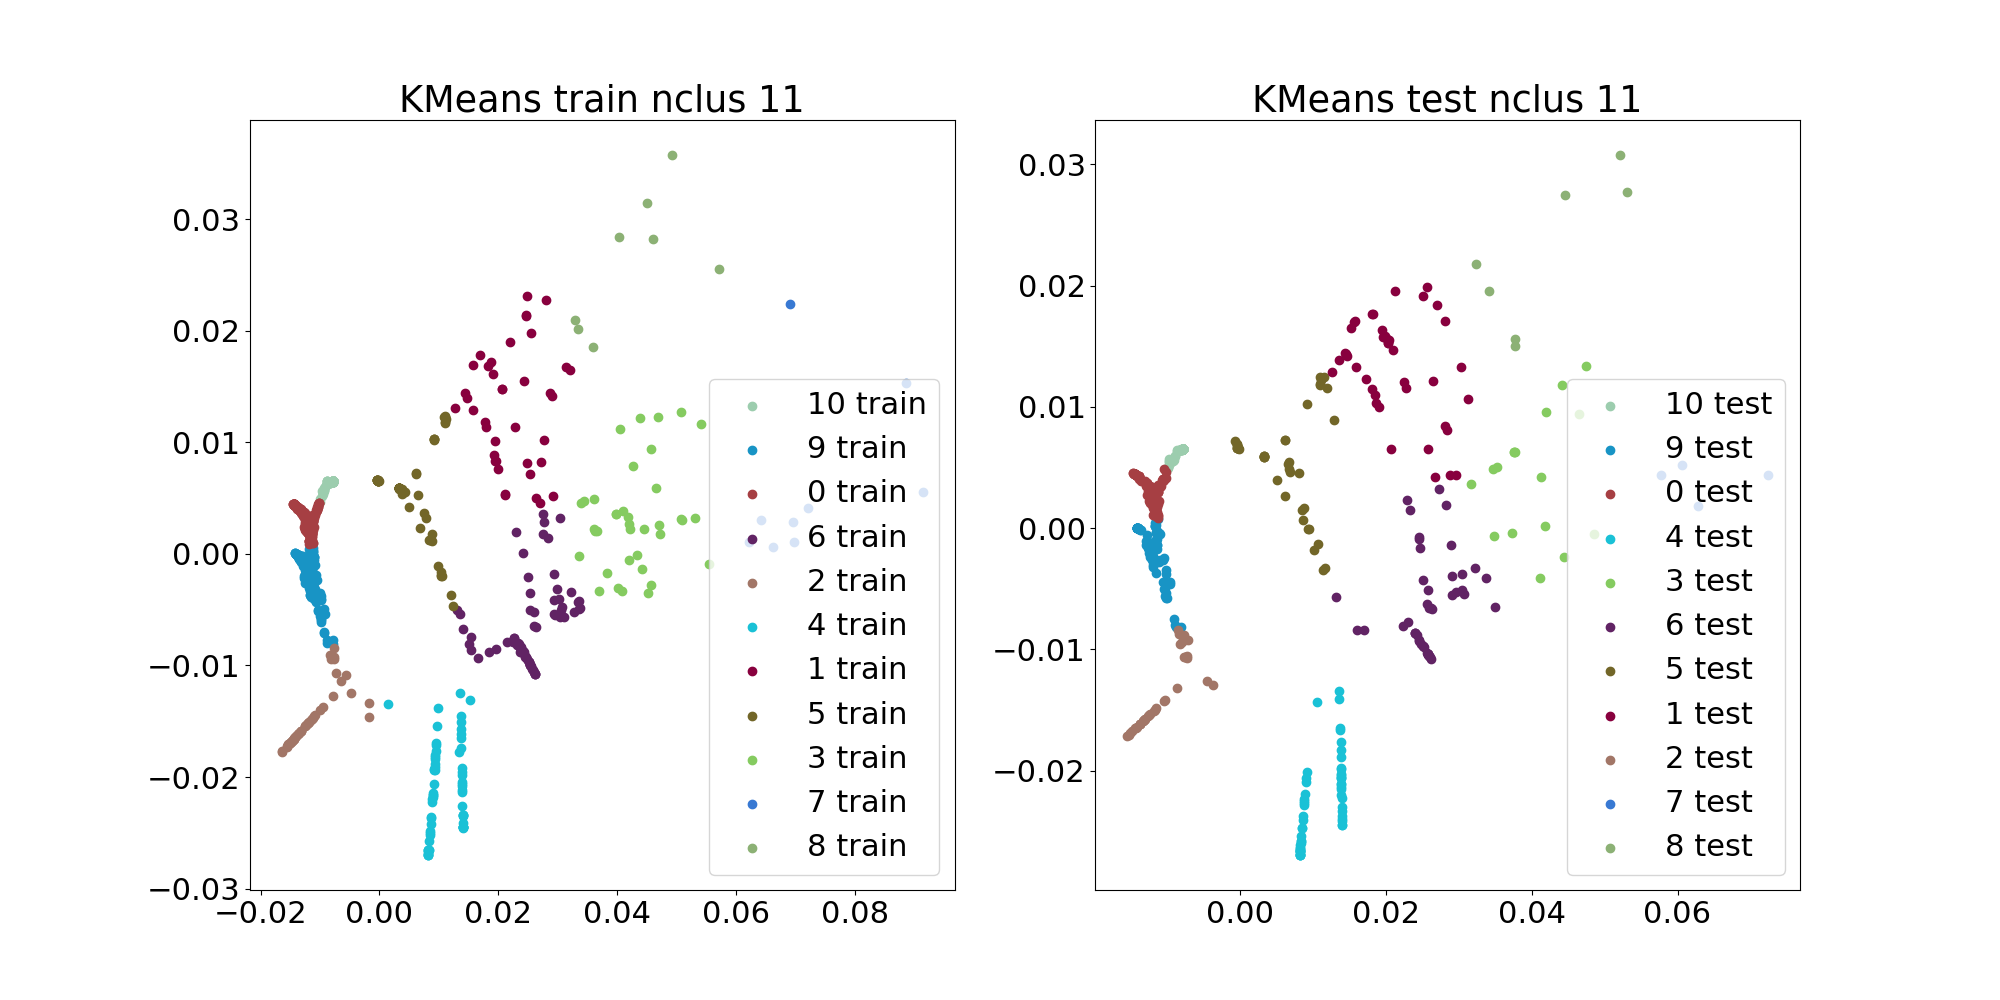 KMeans train nclus 11
0.03
0.02
0.01
0.00
−0.01
−0.02
−0.03
−0.02 0.00 0.02 0.04 0.06 0.08
10 train
9 train
0 train
6 train
2 train
4 train
1 train
5 train
3 train
7 train
8 train
KMeans test nclus 11
0.03
0.02
0.01
0.00
−0.01
−0.02
0.00 0.02 0.04 0.06
10 test
9 test
0 test
4 test
3 test
6 test
5 test
1 test
2 test
7 test
8 test